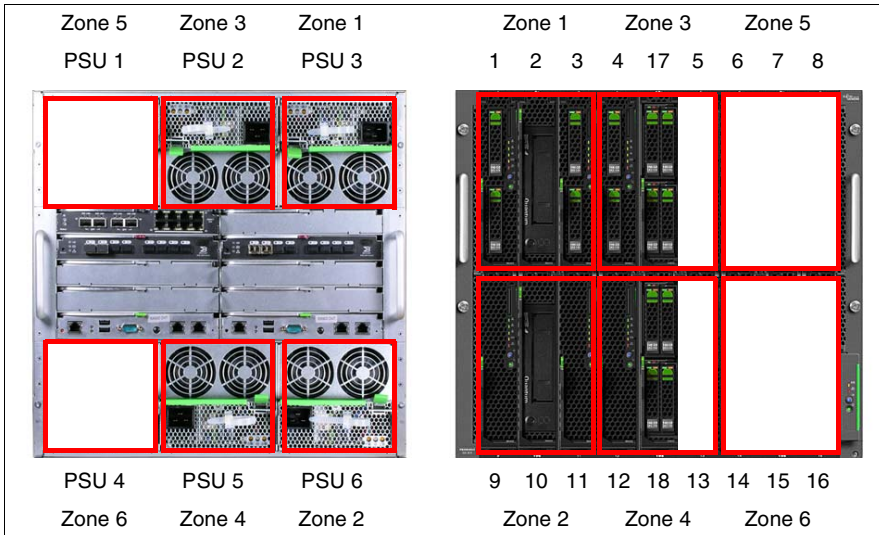 Zone 5 Zone 3 Zone 1 Zone 1 Zone 3 Zone 5
PSU 1 PSU 2 PSU 3 1 2 3 4 17 5 6 7 8
Quantum
Quantum
PSU 4 PSU 5 PSU 6 9 10 11 12 18 13 14 15 16
Zone 6 Zone 4 Zone 2 Zone 2 Zone 4 Zone 6